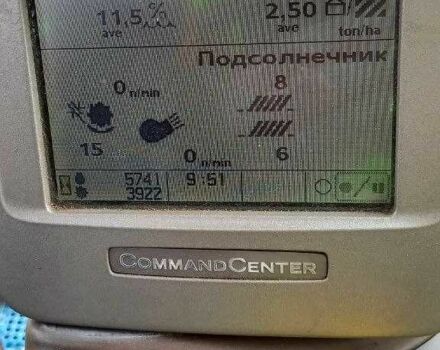 11,5 % 2,50
ave ave ton/ha
Подсолнечник
0 n/min 8
15
0 n/min 6
5741 9:51
3922
COMMANDCENTER